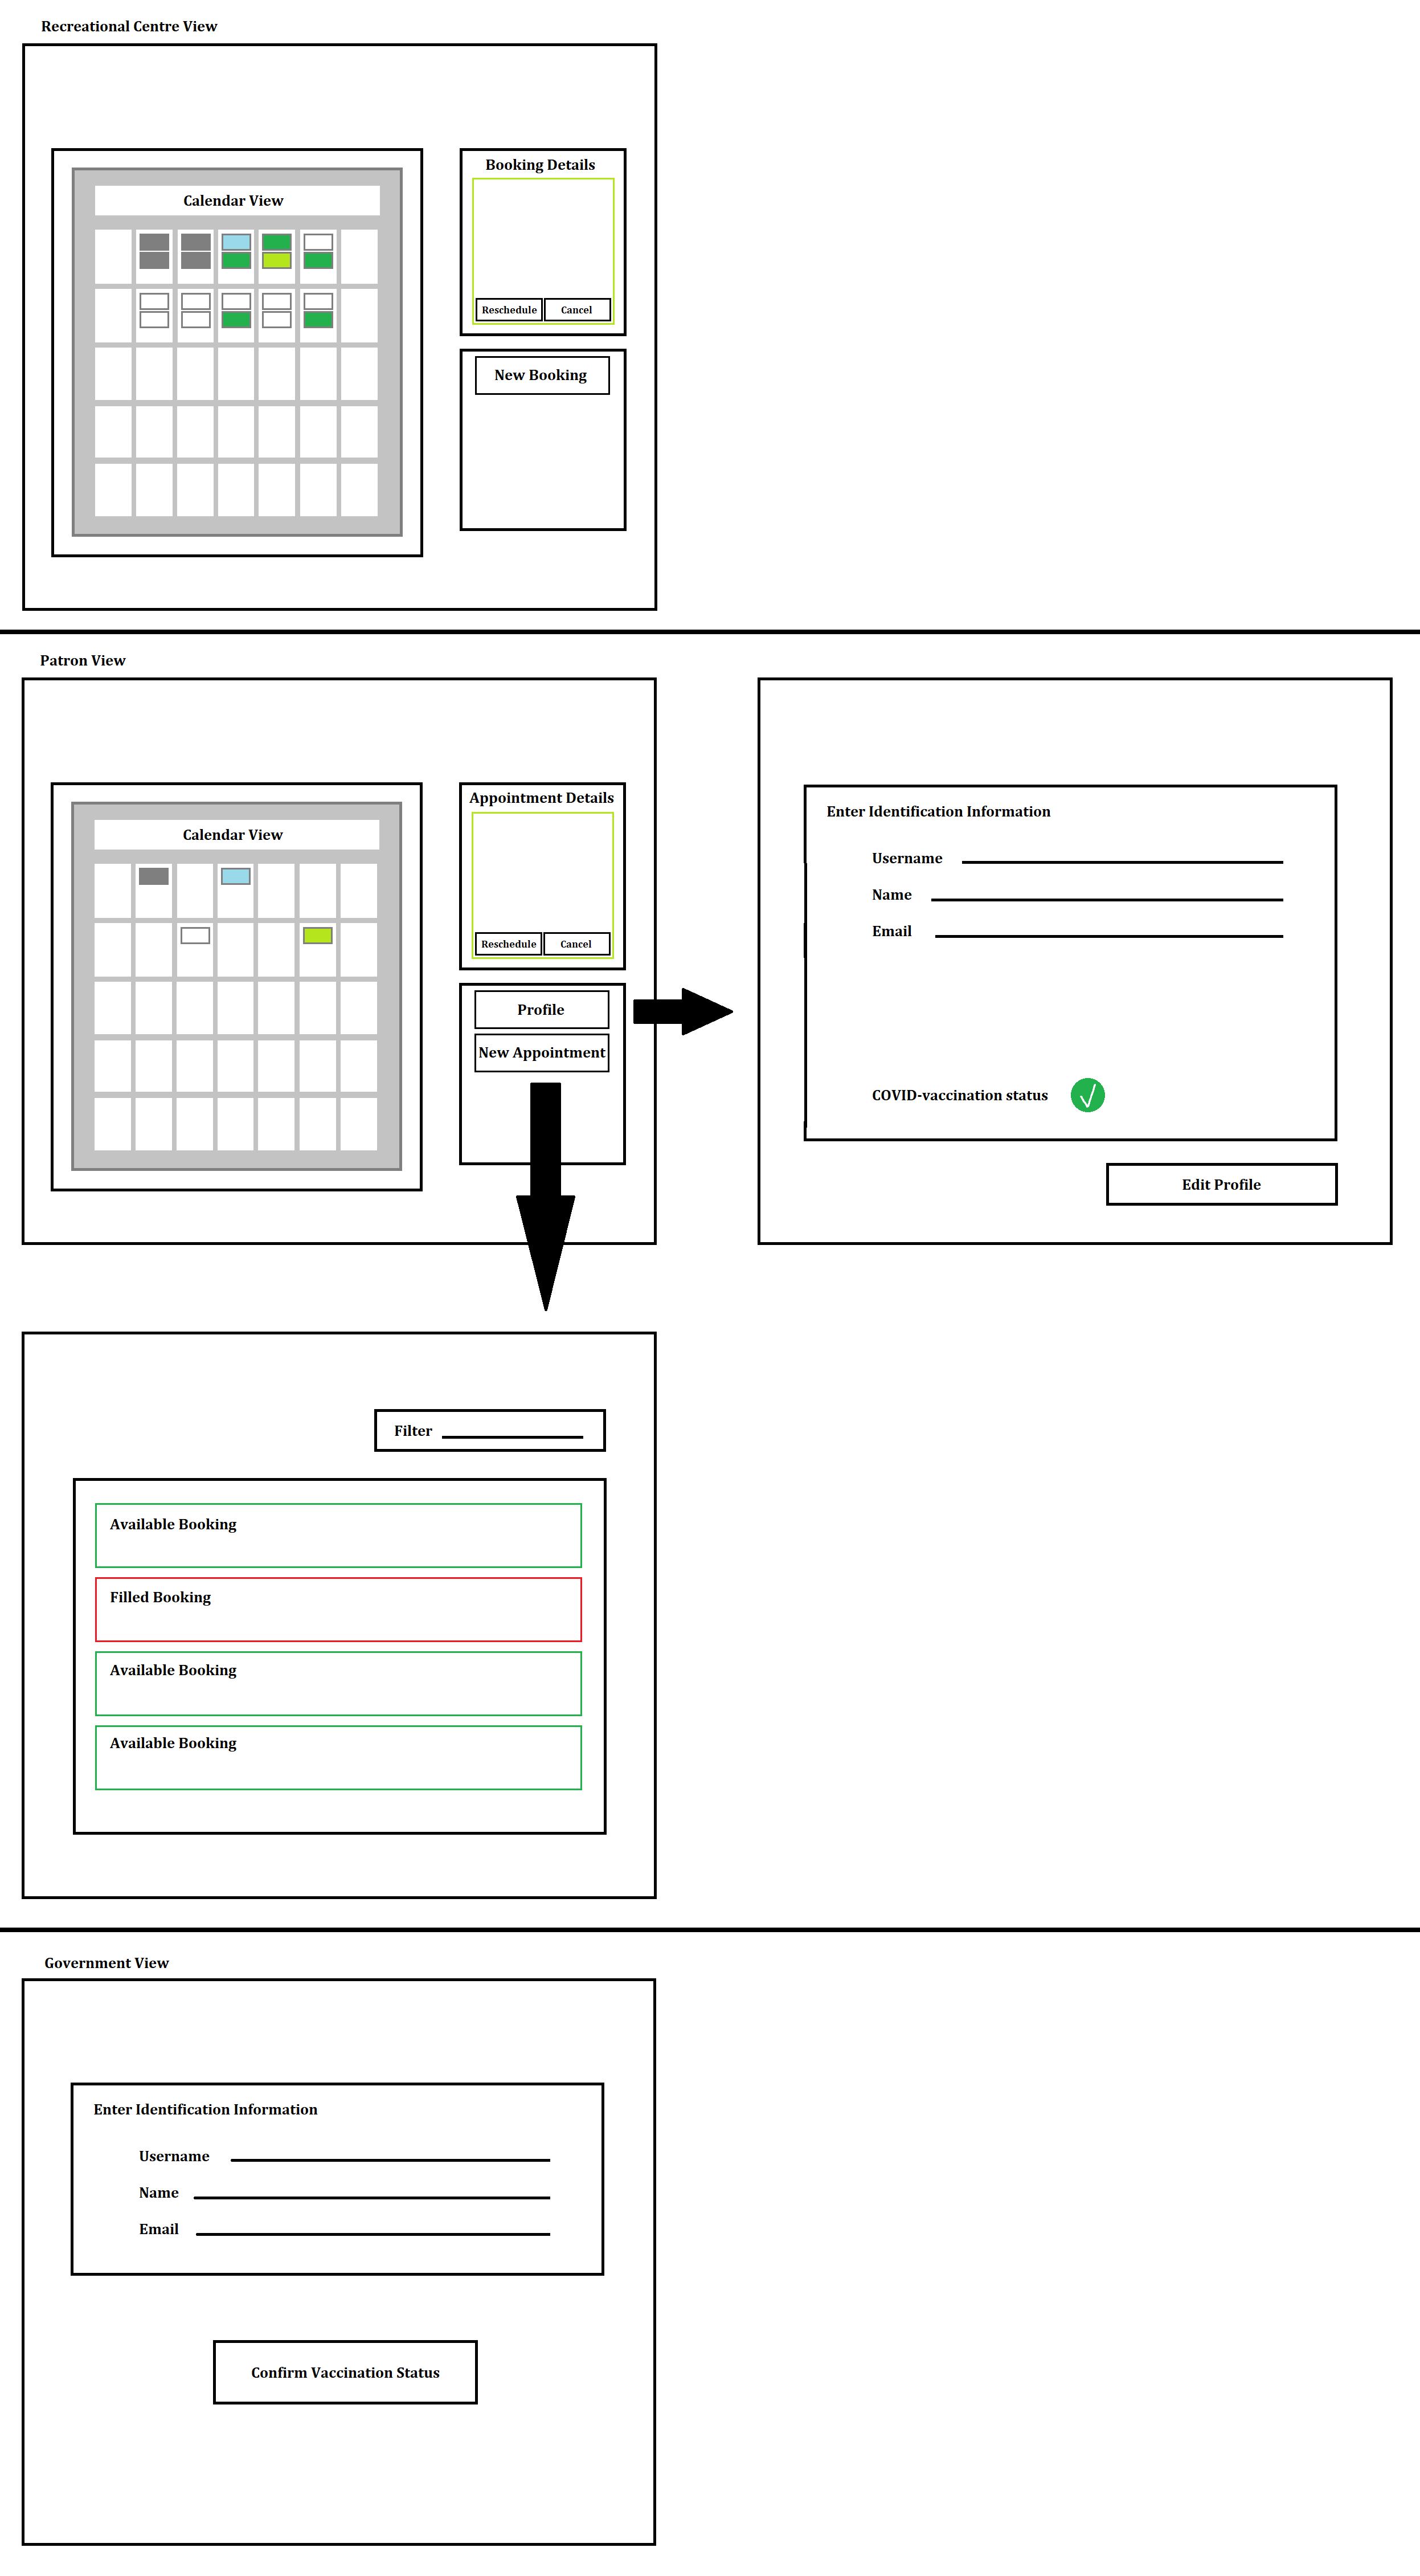 Recreational Centre View
Calendar View
Booking Details
Reschedule
Cancel
New Booking
Patron View
Calendar View
Appointment Details
Reschedule
Cancel
Profile
New Appointment
Enter Identification Information
Username
Name
Email
COVID-vaccination status
Edit Profile
Filter
Available Booking
Filled Booking
Available Booking
Available Booking
Government View
Enter Identification Information
Username
Name
Email
Confirm Vaccination Status